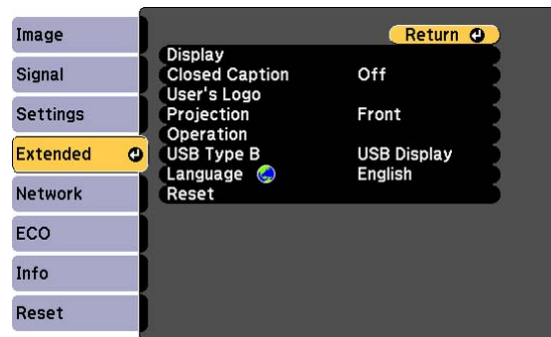 Image
Signal
Settings
Extended
Network
ECO
Info
Reset
Return
Display
Closed Caption Off
User's Logo
Projection Front
Operation
USB Type B USB Display
Language English
Reset